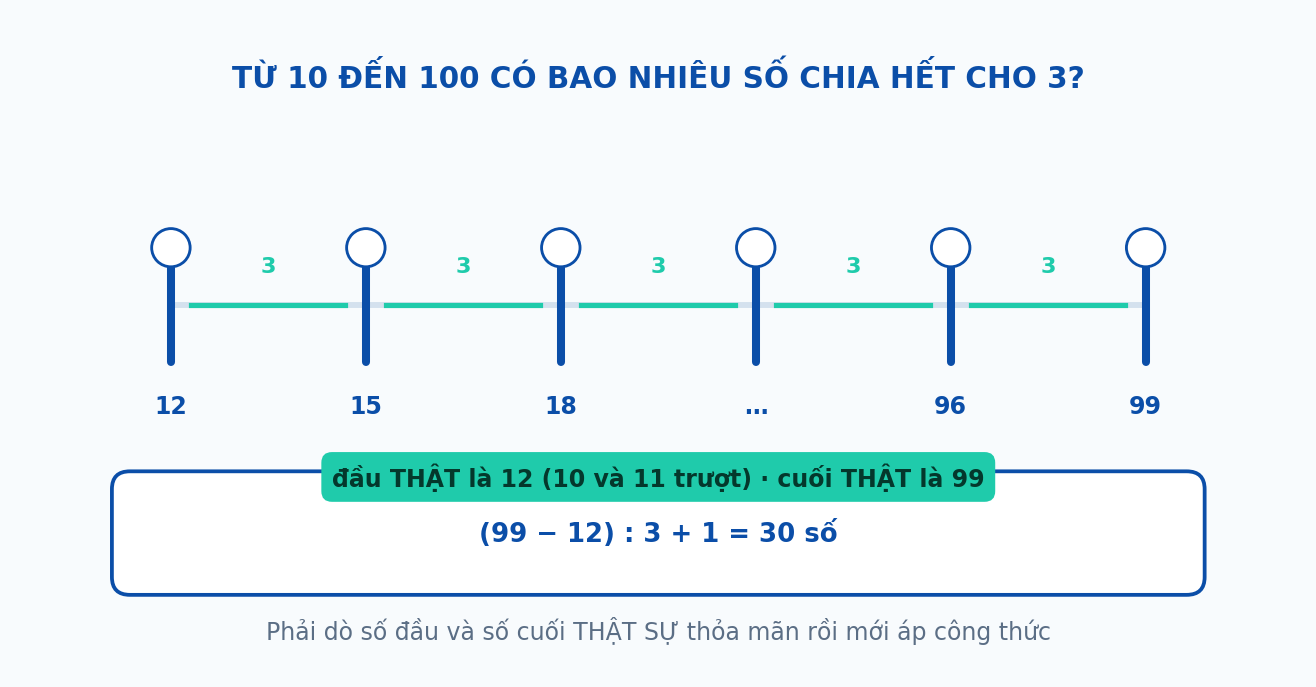 TỪ 10 ĐẾN 100 CÓ BAO NHIÊU SỐ CHIA HẾT CHO 3?
3 3 3 3 3
12 15 18 ... 96 99
đầu THẬT là 12 (10 và 11 trượt) · cuối THẬT là 99
(99 − 12) : 3 + 1 = 30 số
Phải dò số đầu và số cuối THẬT SỰ thỏa mãn rồi mới áp công thức